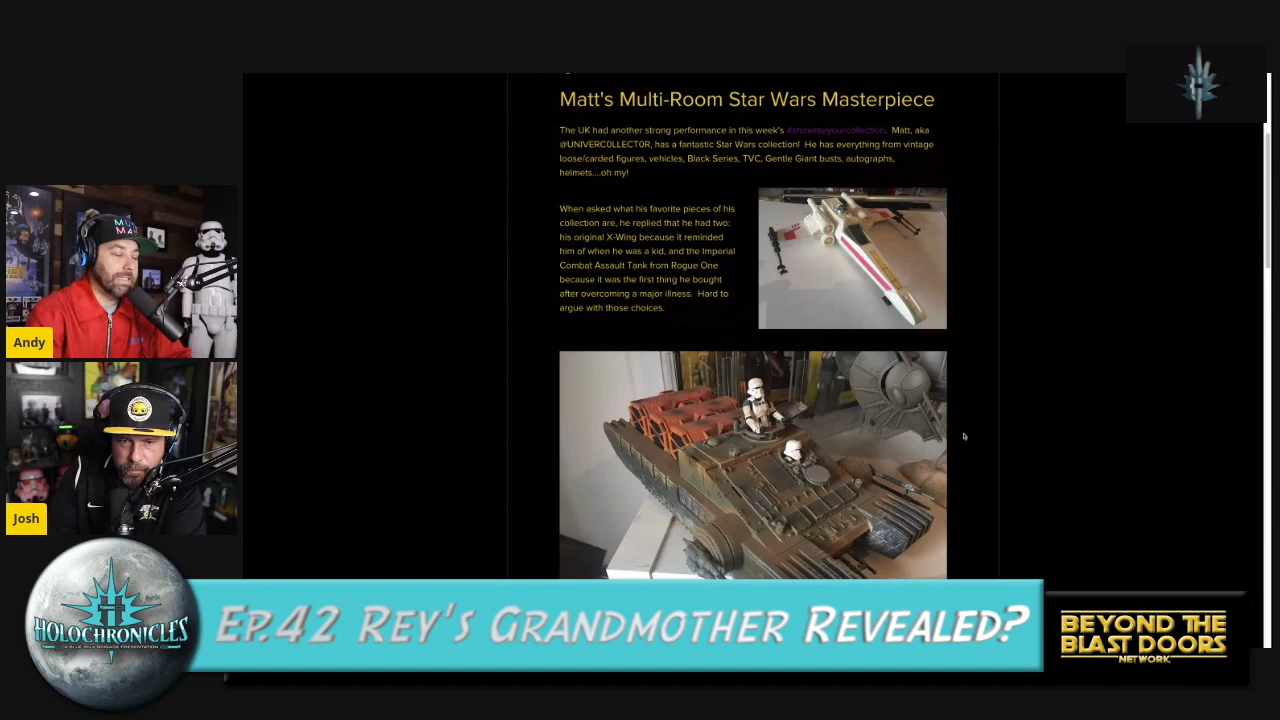 Matt's Multi-Room Star Wars Masterpiece
The UK had another strong performance in this week's #showmeyourcollection. Matt, aka
@UNIVERC0LLECT0R, has a fantastic Star Wars collection! He has everything from vintage
loose/carded figures, vehicles, Black Series, TVC, Gentle Giant busts, autographs,
helmets....oh my!
When asked what his favorite pieces of his
collection are, he replied that he had two:
his original X-Wing because it reminded
him of when he was a kid, and the Imperial
Combat Assault Tank from Rogue One
because it was the first thing he bought
after overcoming a major illness. Hard to
argue with those choices.
Andy
Josh
HOLOCHRONICLES
A BLUE MILK BRIGADE PRESENTATION
Ep.42 Rey's Grandmother Revealed?
BEYOND THE
BLAST DOORS
NETWORK